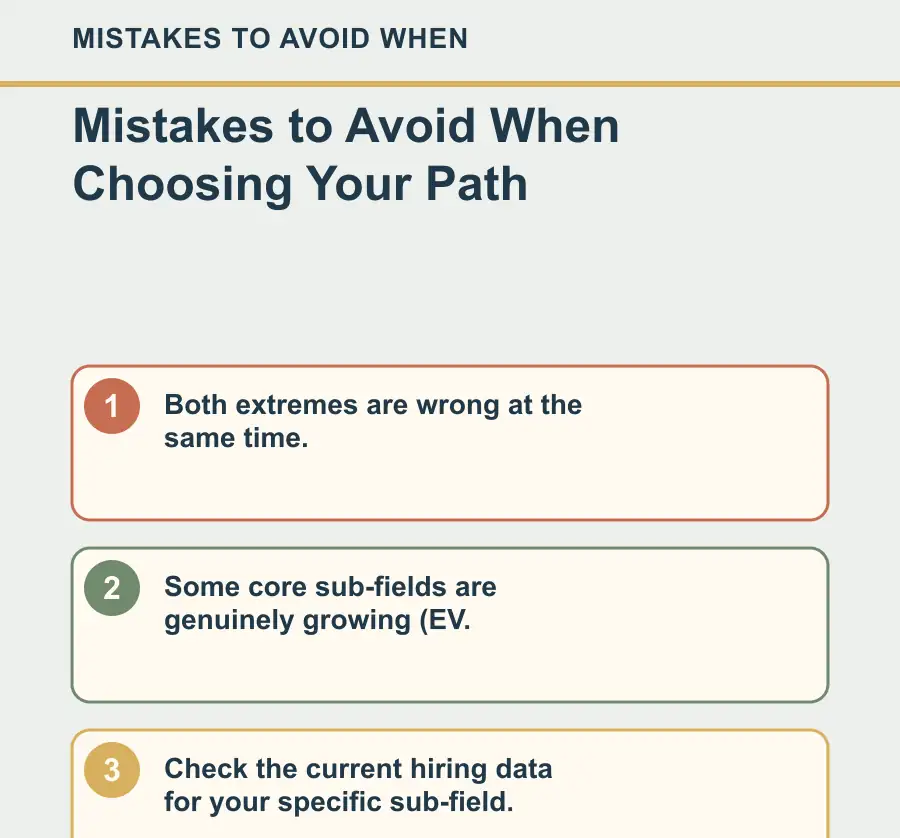 MISTAKES TO AVOID WHEN
Mistakes to Avoid When
Choosing Your Path
1
Both extremes are wrong at the
same time.
2
Some core sub-fields are
genuinely growing (EV.
3
Check the current hiring data
for your specific sub-field.